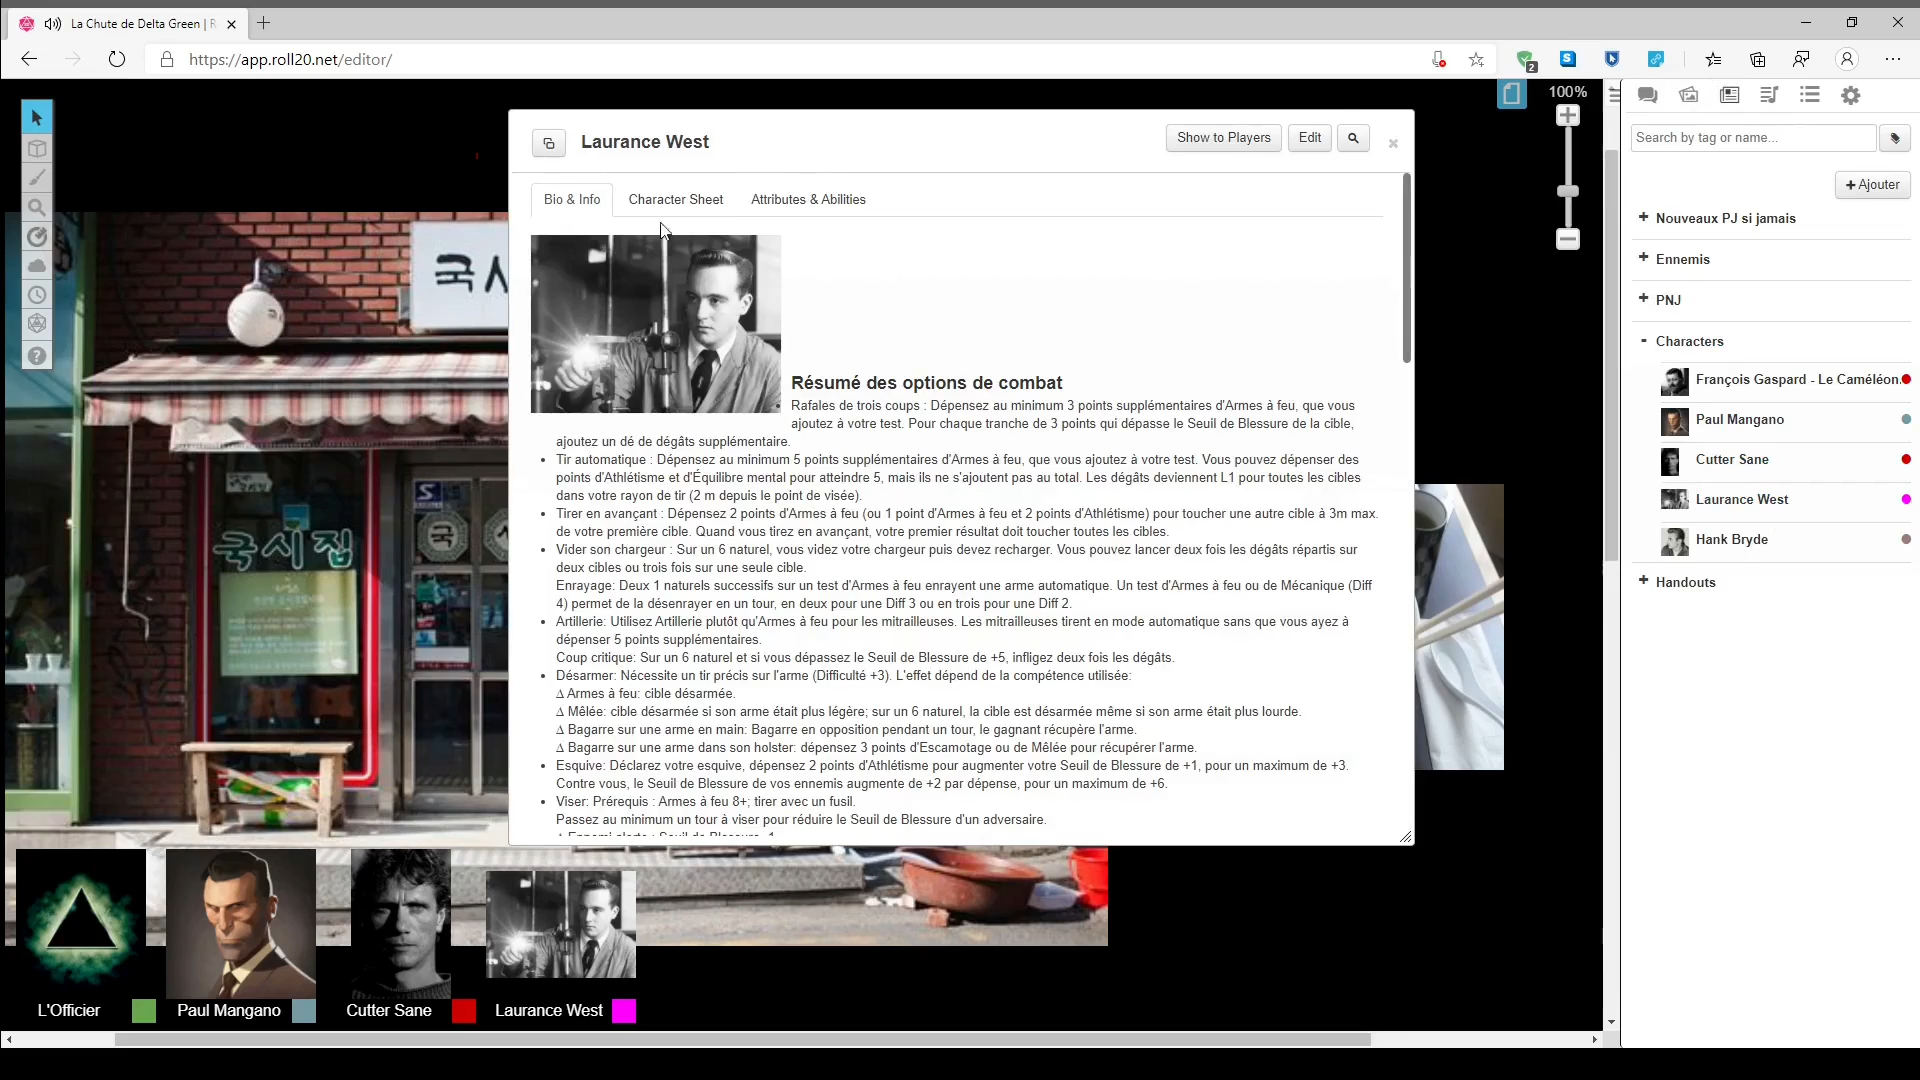 La Chute de Delta Green | R
https://app.roll20.net/editor/
2
100%
Laurance West
Show to Players
Edit
Bio & Info
Character Sheet
Attributes & Abilities
Résumé des options de combat
Rafales de trois coups : Dépensez au minimum 3 points supplémentaires d'Armes à feu, que vous
ajoutez à votre test. Pour chaque tranche de 3 points qui dépasse le Seuil de Blessure de la cible,
ajoutez un dé de dégâts supplémentaire.
Tir automatique : Dépensez au minimum 5 points supplémentaires d'Armes à feu, que vous ajoutez à votre test. Vous pouvez dépenser des
points d'Athlétisme et d'Équilibre mental pour atteindre 5, mais ils ne s'ajoutent pas au total. Les dégâts deviennent L1 pour toutes les cibles
dans votre rayon de tir (2 m depuis le point de visée).
Tirer en avançant : Dépensez 2 points d'Armes à feu (ou 1 point d'Armes à feu et 2 points d'Athlétisme) pour toucher une autre cible à 3m max.
de votre première cible. Quand vous tirez en avançant, votre premier résultat doit toucher toutes les cibles.
Vider son chargeur : Sur un 6 naturel, vous videz votre chargeur puis devez recharger. Vous pouvez lancer deux fois les dégâts répartis sur
deux cibles ou trois fois sur une seule cible.
Enrayage: Deux 1 naturels successifs sur un test d'Armes à feu enrayent une arme automatique. Un test d'Armes à feu ou de Mécanique (Diff
4) permet de la désenrayer en un tour, en deux pour une Diff 3 ou en trois pour une Diff 2.
Artillerie: Utilisez Artillerie plutôt qu'Armes à feu pour les mitrailleuses. Les mitrailleuses tirent en mode automatique sans que vous ayez à
dépenser 5 points supplémentaires.
Coup critique: Sur un 6 naturel et si vous dépassez le Seuil de Blessure de +5, infligez deux fois les dégâts.
Désarmer: Nécessite un tir précis sur l'arme (Difficulté +3). L'effet dépend de la compétence utilisée:
∆ Armes à feu: cible désarmée.
∆ Mêlée: cible désarmée si son arme était plus légère; sur un 6 naturel, la cible est désarmée même si son arme était plus lourde.
∆ Bagarre sur une arme en main: Bagarre en opposition pendant un tour, le gagnant récupère l'arme.
∆ Bagarre sur une arme dans son holster: dépensez 3 points d'Escamotage ou de Mêlée pour récupérer l'arme.
Esquive: Déclarez votre esquive, dépensez 2 points d'Athlétisme pour augmenter votre Seuil de Blessure de +1, pour un maximum de +3.
Contre vous, le Seuil de Blessure de vos ennemis augmente de +2 par dépense, pour un maximum de +6.
Viser: Prérequis : Armes à feu 8+; tirer avec un fusil.
Passez au minimum un tour à viser pour réduire le Seuil de Blessure d'un adversaire.
Search by tag or name...
+ Ajouter
+ Nouveaux PJ si jamais
+ Ennemis
+ PNJ
- Characters
François Gaspard - Le Caméléon.
Paul Mangano
Cutter Sane
Laurance West
Hank Bryde
+ Handouts
국시
국시집
L'Officier
Paul Mangano
Cutter Sane
Laurance West